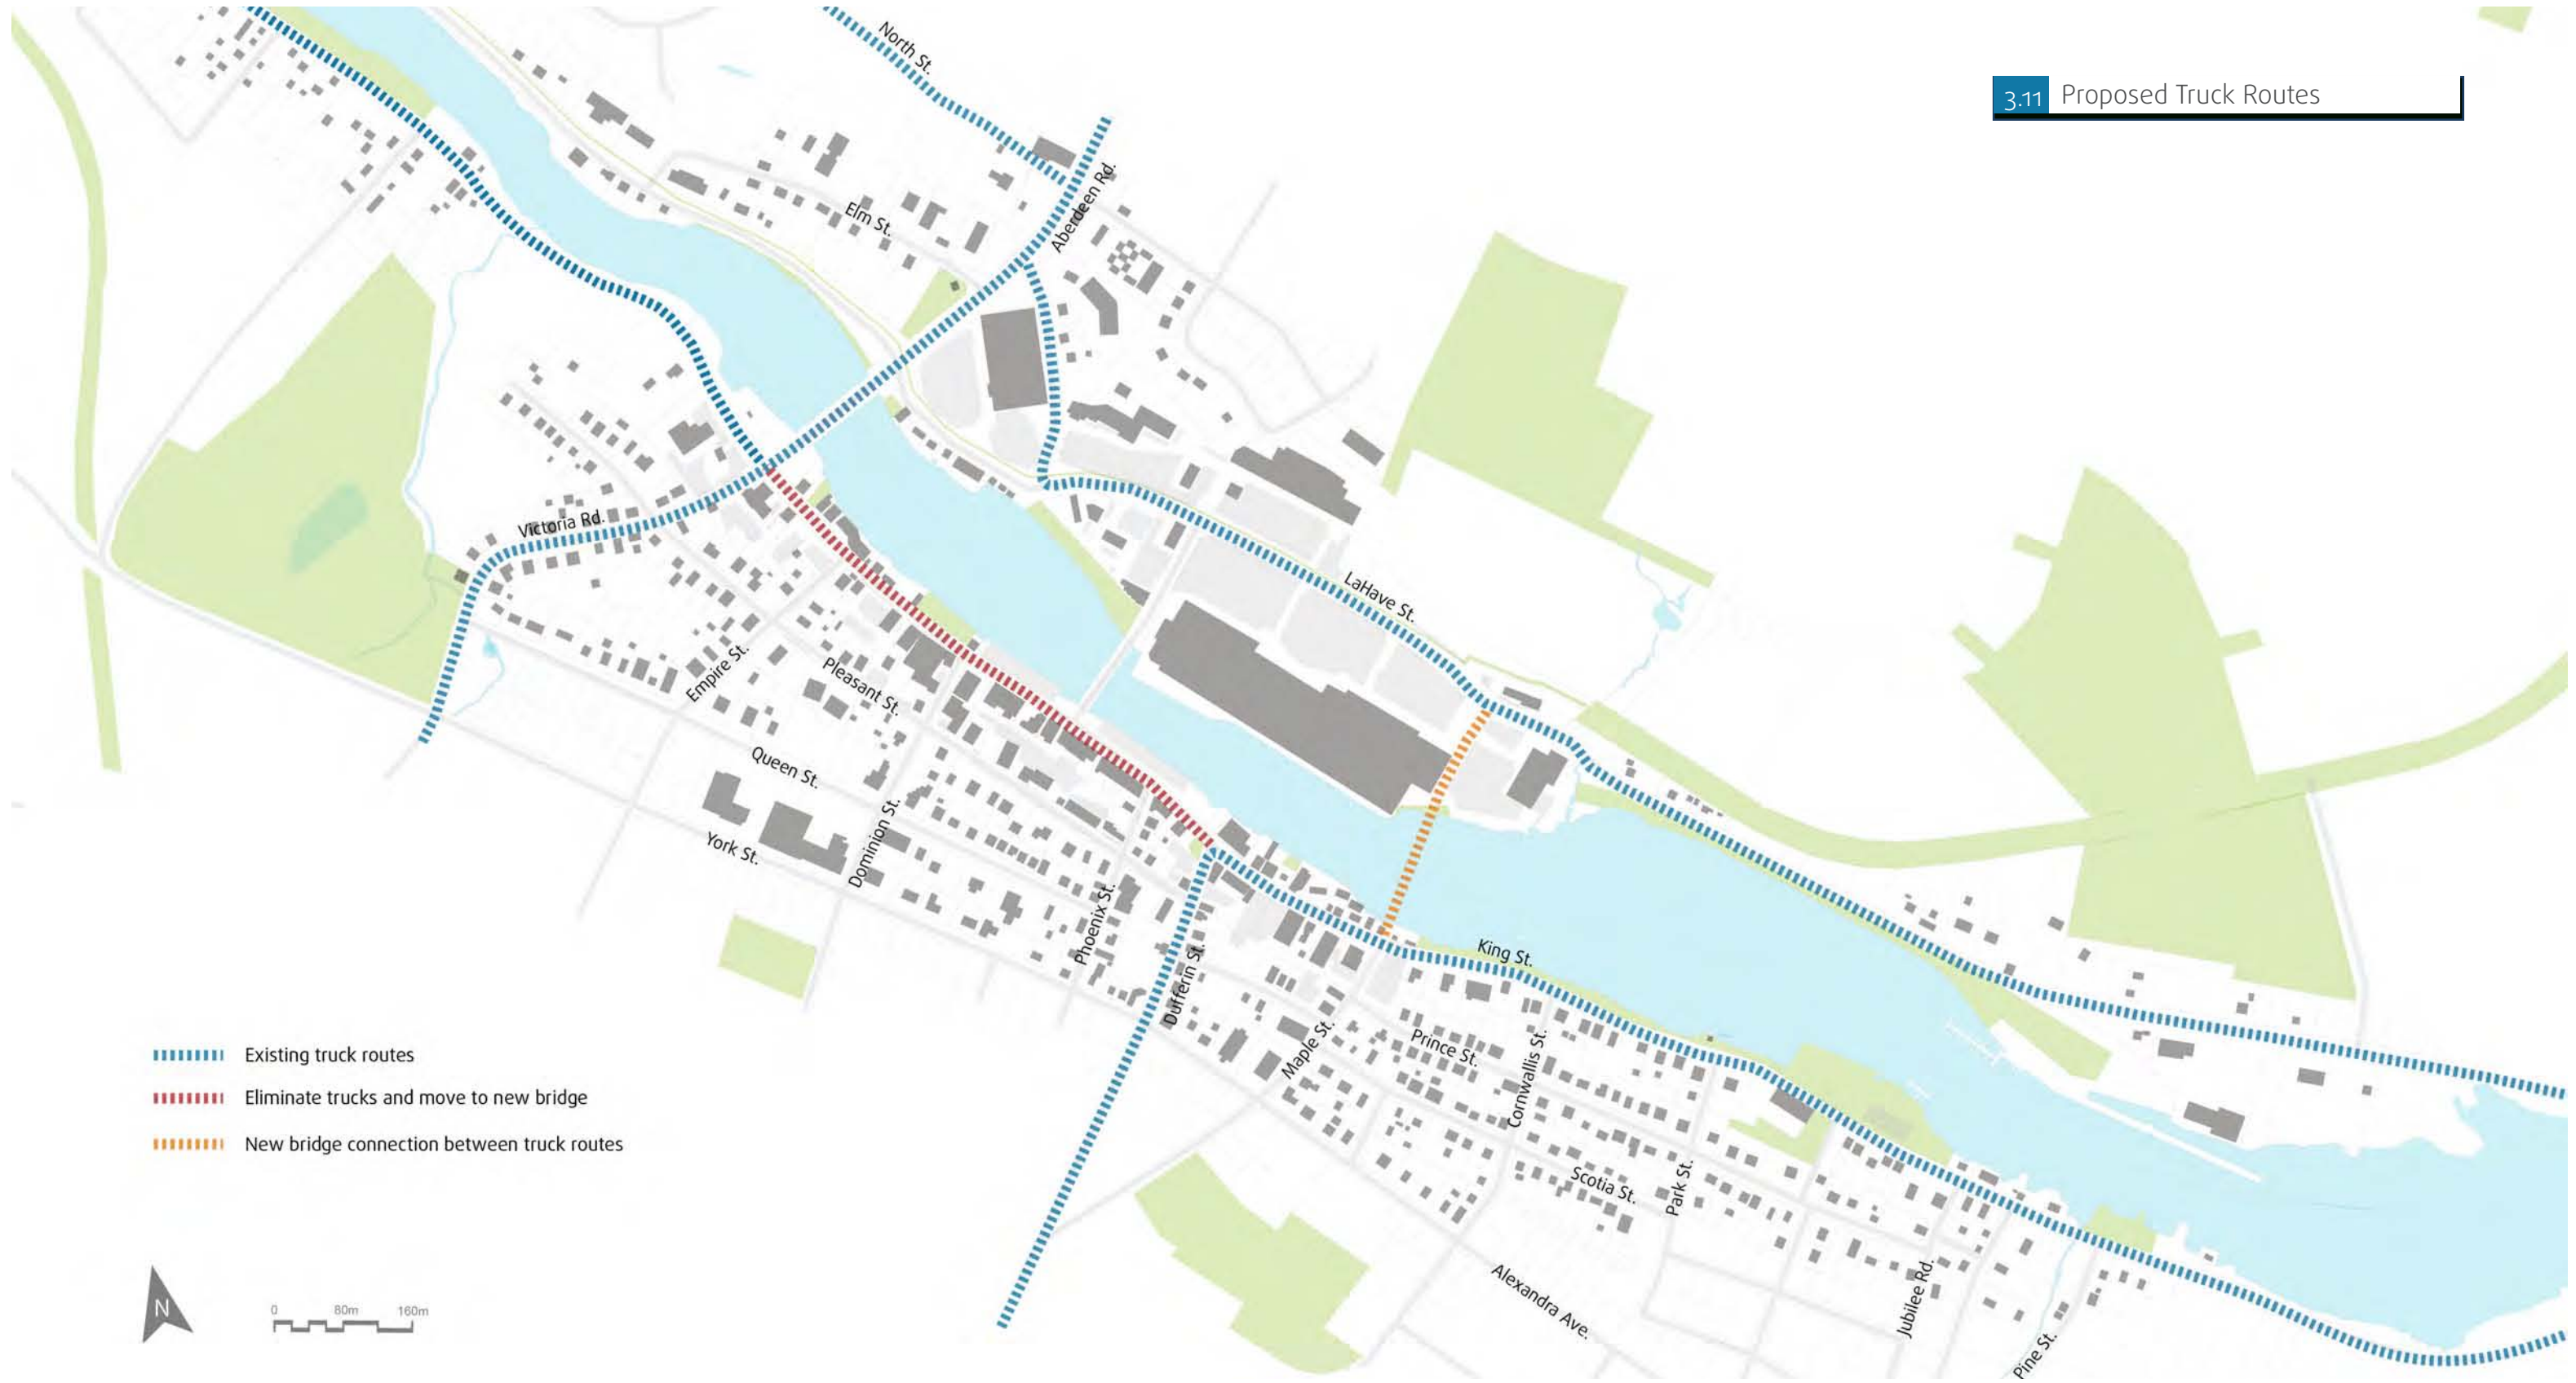 3.11 Proposed Truck Routes
North St.
Aberdeen Rd.
Elm St.
Victoria Rd.
LaHave St.
Empire St.
Pleasant St.
Queen St.
York St.
Dominion St.
Phoenix St.
Dufferin St.
King St.
Maple St.
Prince St.
Cornwallis St.
Scotia St.
Park St.
Alexandra Ave.
Jubilee Rd.
Pine St.
Existing truck routes
Eliminate trucks and move to new bridge
New bridge connection between truck routes
N
0 80m 160m